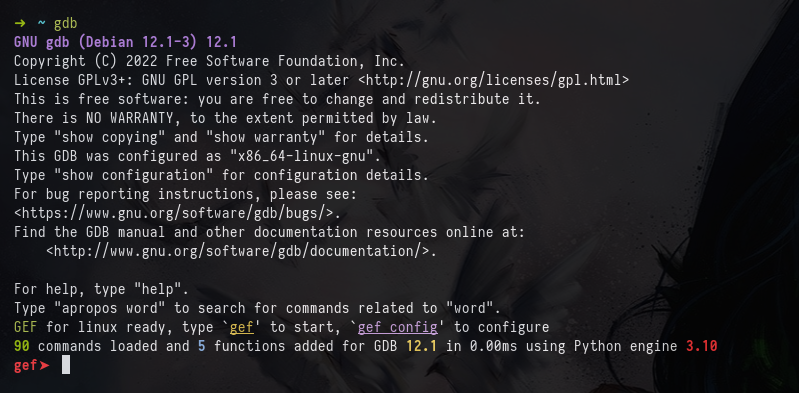 ➜ ~ gdb
GNU gdb (Debian 12.1-3) 12.1
Copyright (C) 2022 Free Software Foundation, Inc.
License GPLv3+: GNU GPL version 3 or later <http://gnu.org/licenses/gpl.html>
This is free software: you are free to change and redistribute it.
There is NO WARRANTY, to the extent permitted by law.
Type "show copying" and "show warranty" for details.
This GDB was configured as "x86_64-linux-gnu".
Type "show configuration" for configuration details.
For bug reporting instructions, please see:
<https://www.gnu.org/software/gdb/bugs/>.
Find the GDB manual and other documentation resources online at:
    <http://www.gnu.org/software/gdb/documentation/>.

For help, type "help".
Type "apropos word" to search for commands related to "word".
GEF for linux ready, type `gef' to start, `gef config' to configure
90 commands loaded and 5 functions added for GDB 12.1 in 0.00ms using Python engine 3.10
gef➤